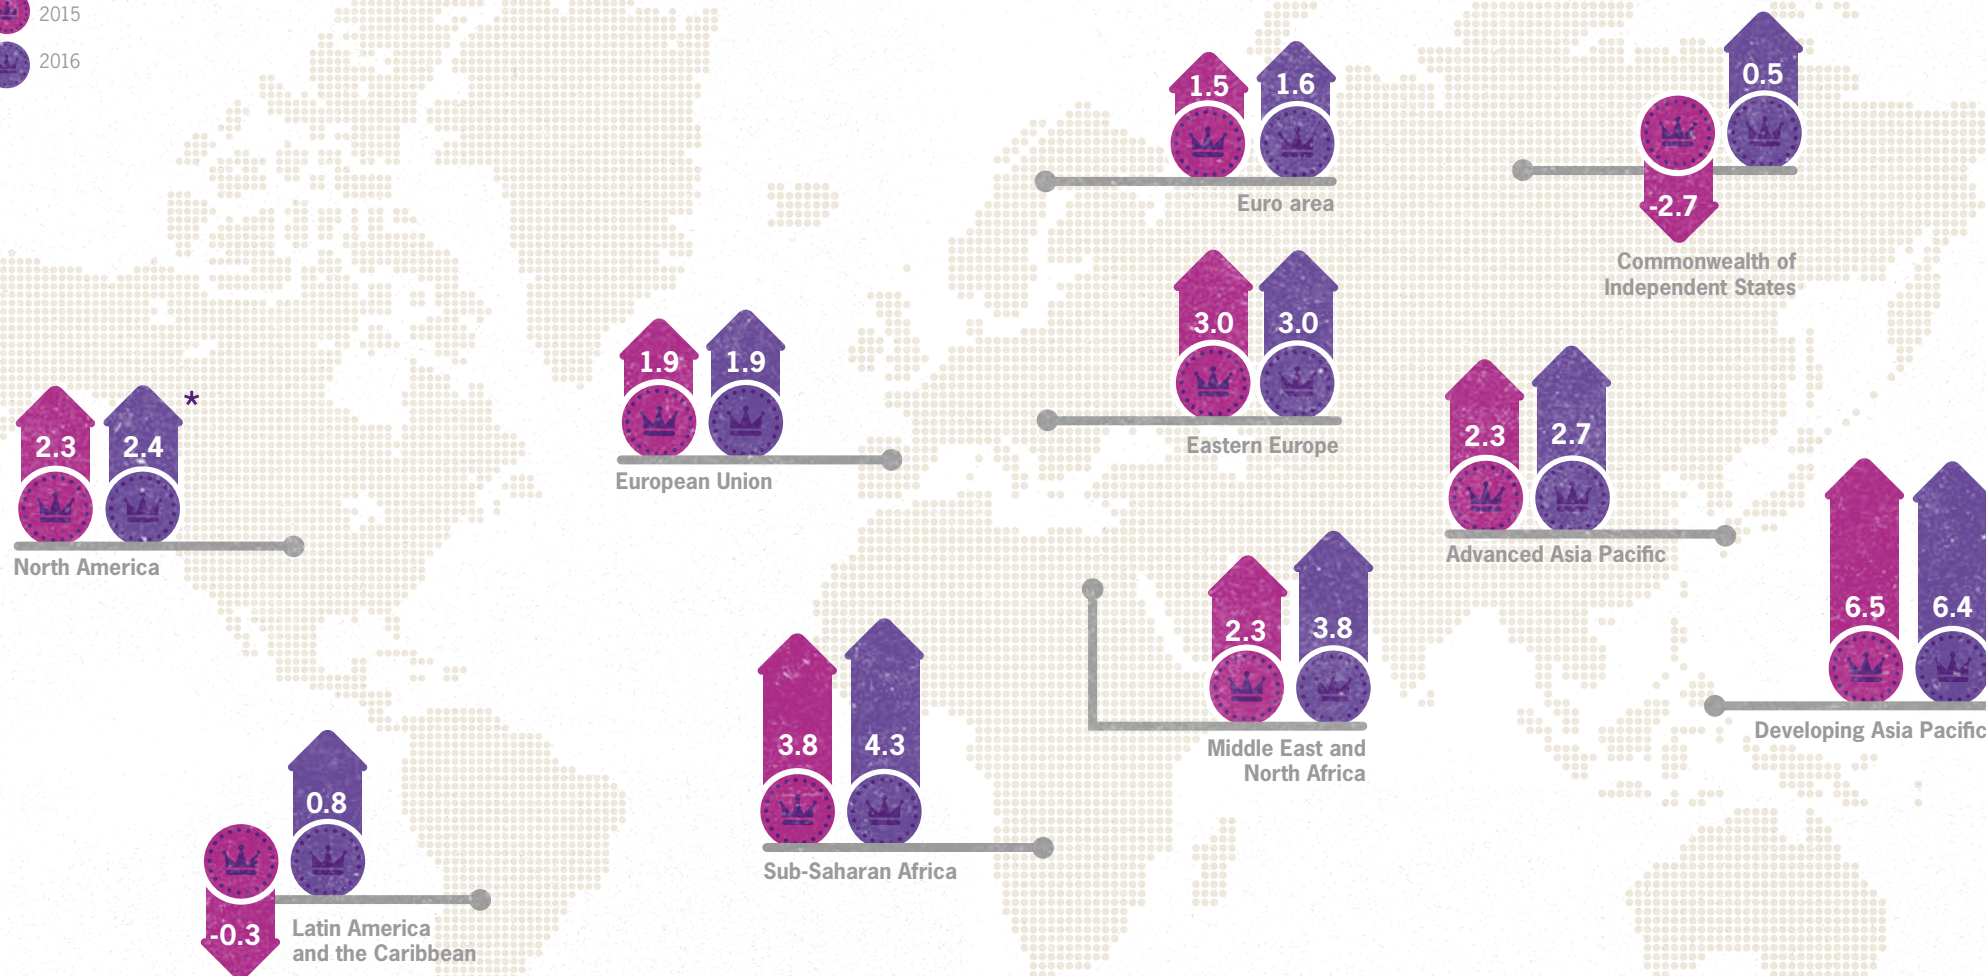 2015
2016
1.5
1.6
Euro area
-2.7
0.5
Commonwealth of
Independent States
3.0
3.0
Eastern Europe
1.9
1.9
European Union
2.3
2.4
*
North America
2.3
2.7
Advanced Asia Pacific
6.5
6.4
Developing Asia Pacific
2.3
3.8
Middle East and
North Africa
3.8
4.3
Sub-Saharan Africa
-0.3
0.8
Latin America
and the Caribbean